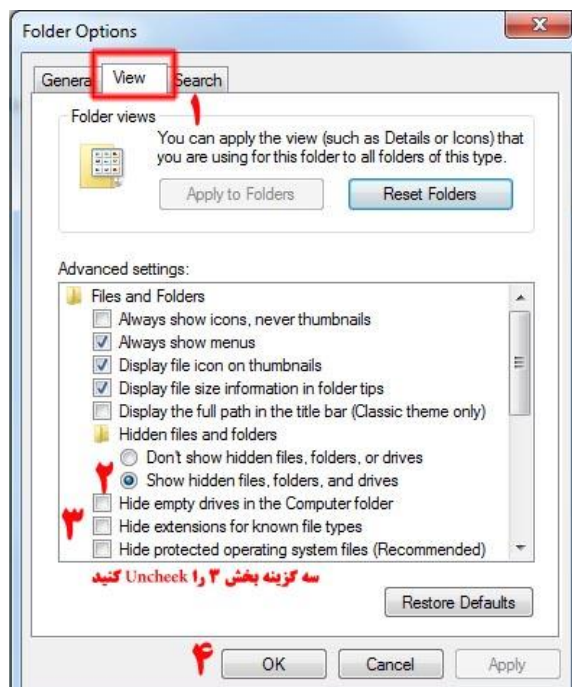 Folder Options
General View Search
۱
Folder views
You can apply the view (such as Details or Icons) that
you are using for this folder to all folders of this type.
Apply to Folders Reset Folders
Advanced settings:
Files and Folders
Always show icons, never thumbnails
Always show menus
Display file icon on thumbnails
Display file size information in folder tips
Display the full path in the title bar (Classic theme only)
Hidden files and folders
Don't show hidden files, folders, or drives
۲ Show hidden files, folders, and drives
۳ Hide empty drives in the Computer folder
Hide extensions for known file types
Hide protected operating system files (Recommended)
سه گزینه بخش ۳ را Uncheek کنید
Restore Defaults
۴ OK Cancel Apply